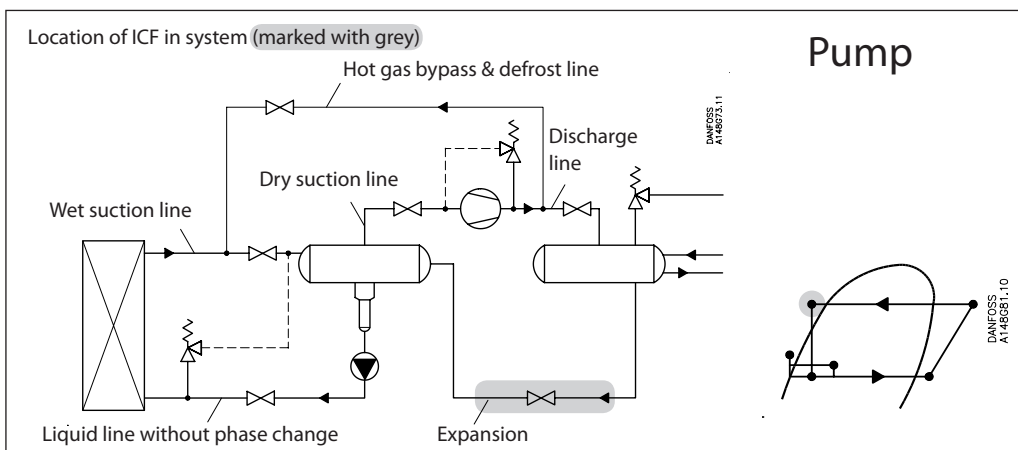 Location of ICF in system (marked with grey)
Pump
Hot gas bypass & defrost line
DANFOSS
A148G73.11
Discharge
line
Dry suction line
Wet suction line
DANFOSS
A148G81.10
Liquid line without phase change
Expansion